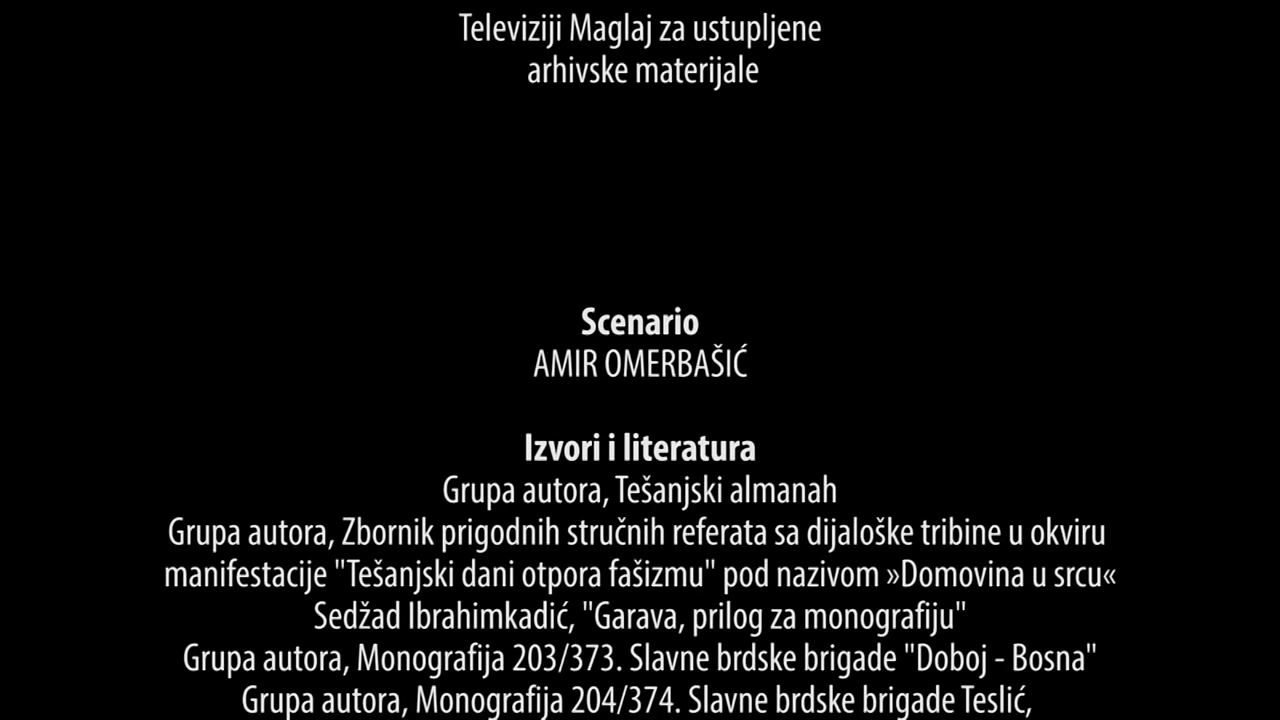 Televiziji Maglaj za ustupljene
arhivske materijale
Scenario
AMIR OMERBAŠIĆ
Izvori i literatura
Grupa autora, Tešanjski almanah
Grupa autora, Zbornik prigodnih stručnih referata sa dijaloške tribine u okviru
manifestacije "Tešanjski dani otpora fašizmu" pod nazivom »Domovina u srcu«
Sedžad Ibrahimkadić, "Garava, prilog za monografiju"
Grupa autora, Monografija 203/373. Slavne brdske brigade "Doboj - Bosna"
Grupa autora, Monografija 204/374. Slavne brdske brigade Teslić,